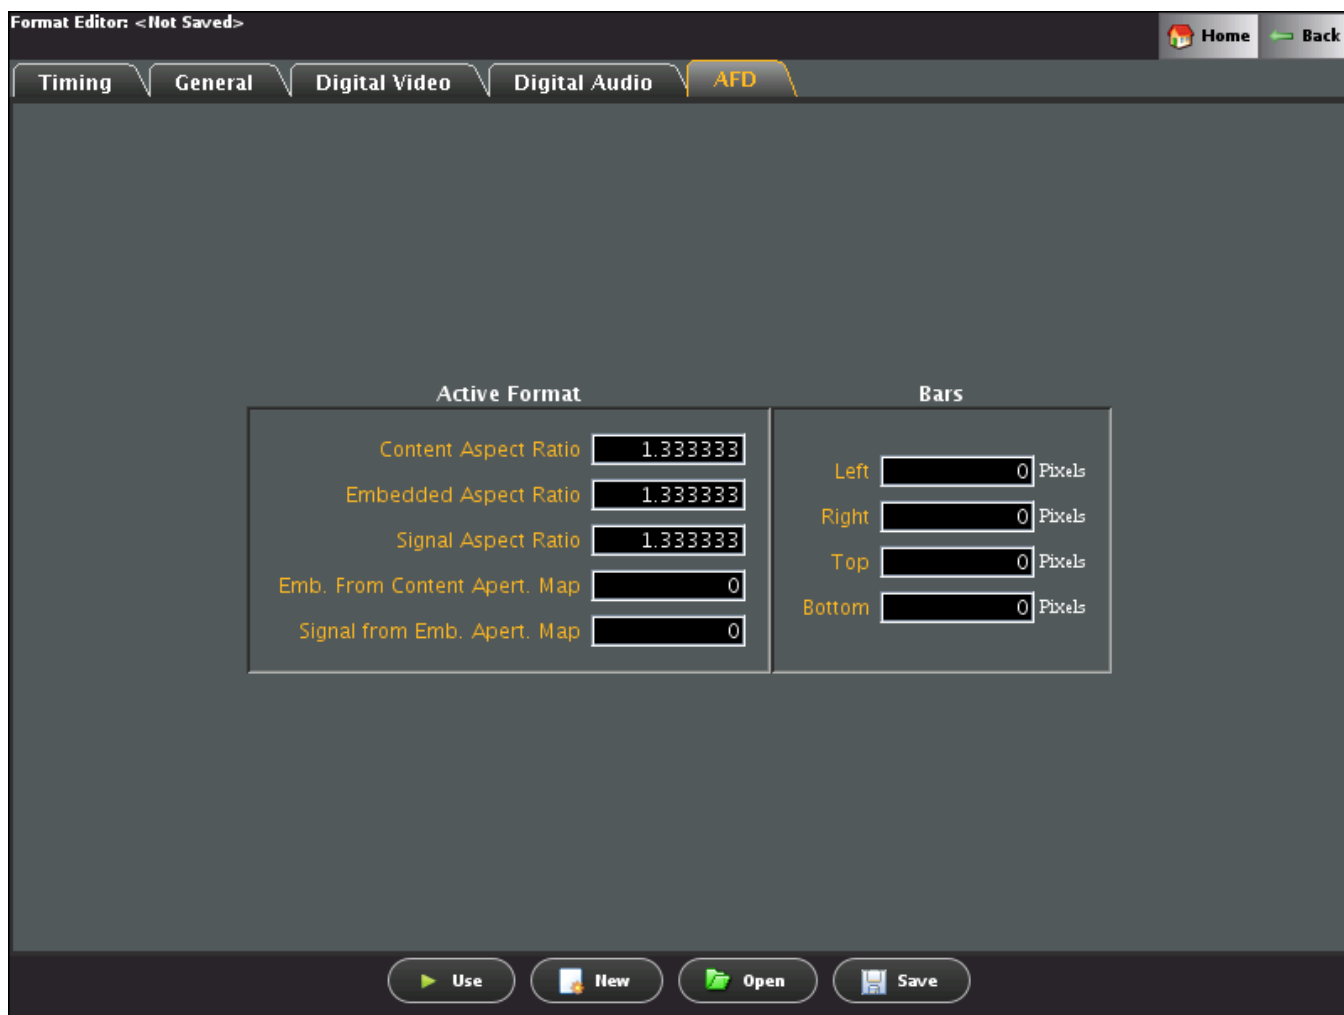 Format Editor: <Not Saved>
Home Back
Timing General Digital Video Digital Audio AFD
Active Format
Content Aspect Ratio 1.333333
Embedded Aspect Ratio 1.333333
Signal Aspect Ratio 1.333333
Emb. From Content Apert. Map 0
Signal from Emb. Apert. Map 0
Bars
Left 0 Pixels
Right 0 Pixels
Top 0 Pixels
Bottom 0 Pixels
Use New Open Save